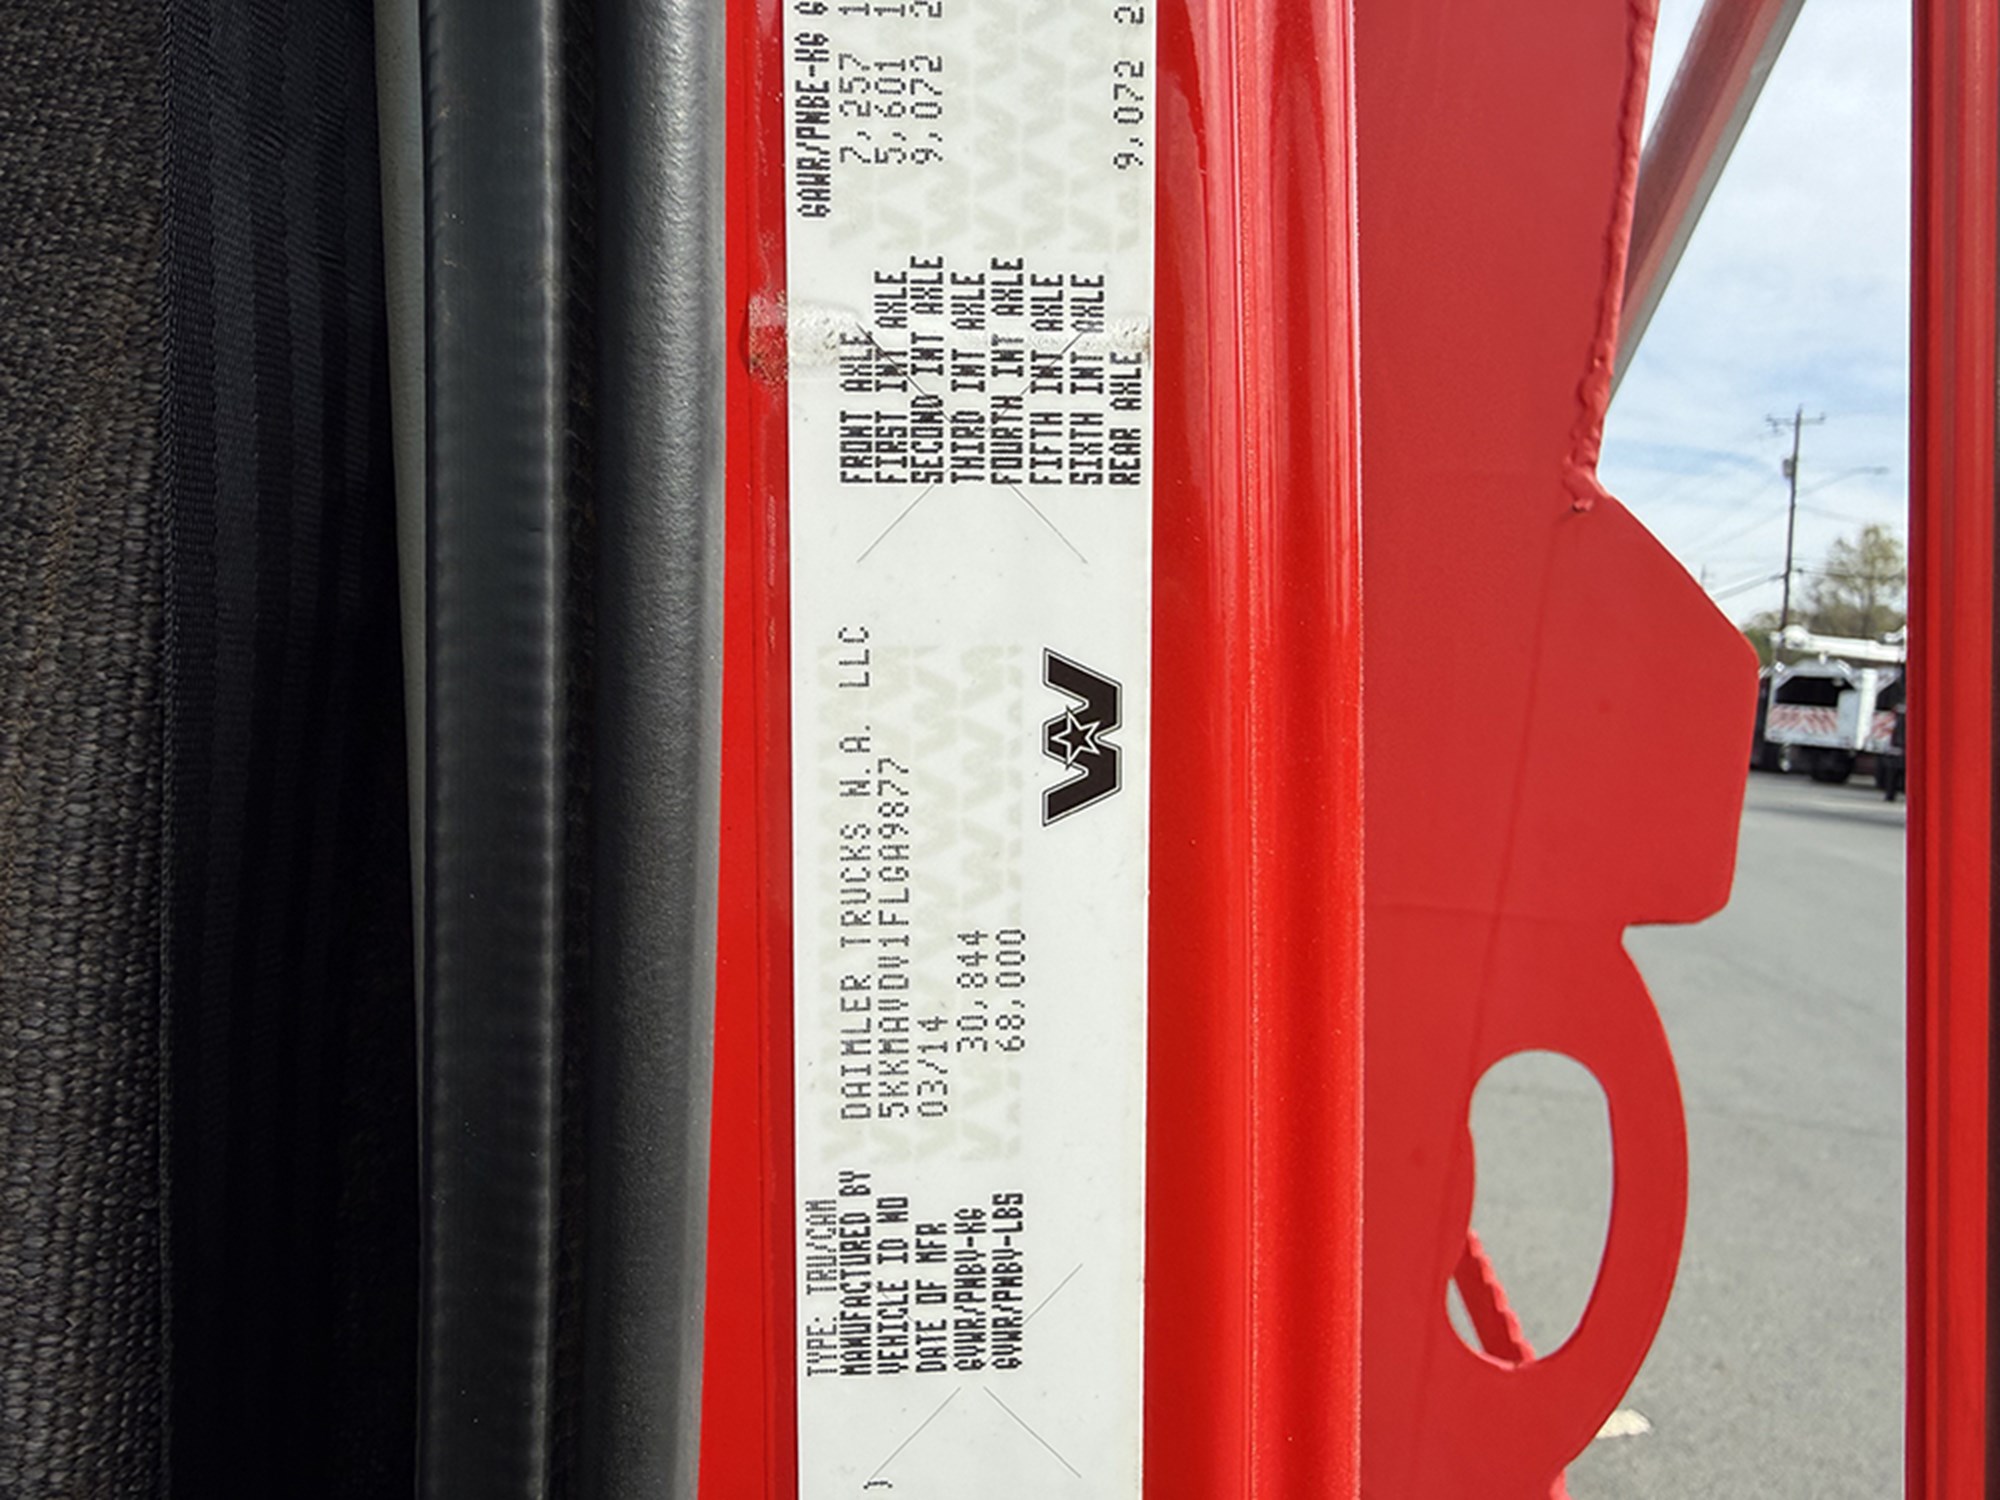 TYPE: TRU/CAM
MANUFACTURED BY DAIMLER TRUCKS N.A. LLC
VEHICLE ID NO 5KKMAVDV1FLGA9877
DATE OF MFR 03/14
GVWR/PNBV-KG 30,844
GVWR/PNBV-LBS 68,000
GAWR/PNBE-KG
FRONT AXLE 7,257
FIRST INT AXLE 5,601
SECOND INT AXLE 9,072
THIRD INT AXLE
FOURTH INT AXLE
FIFTH INT AXLE
SIXTH INT AXLE
REAR AXLE 9,072